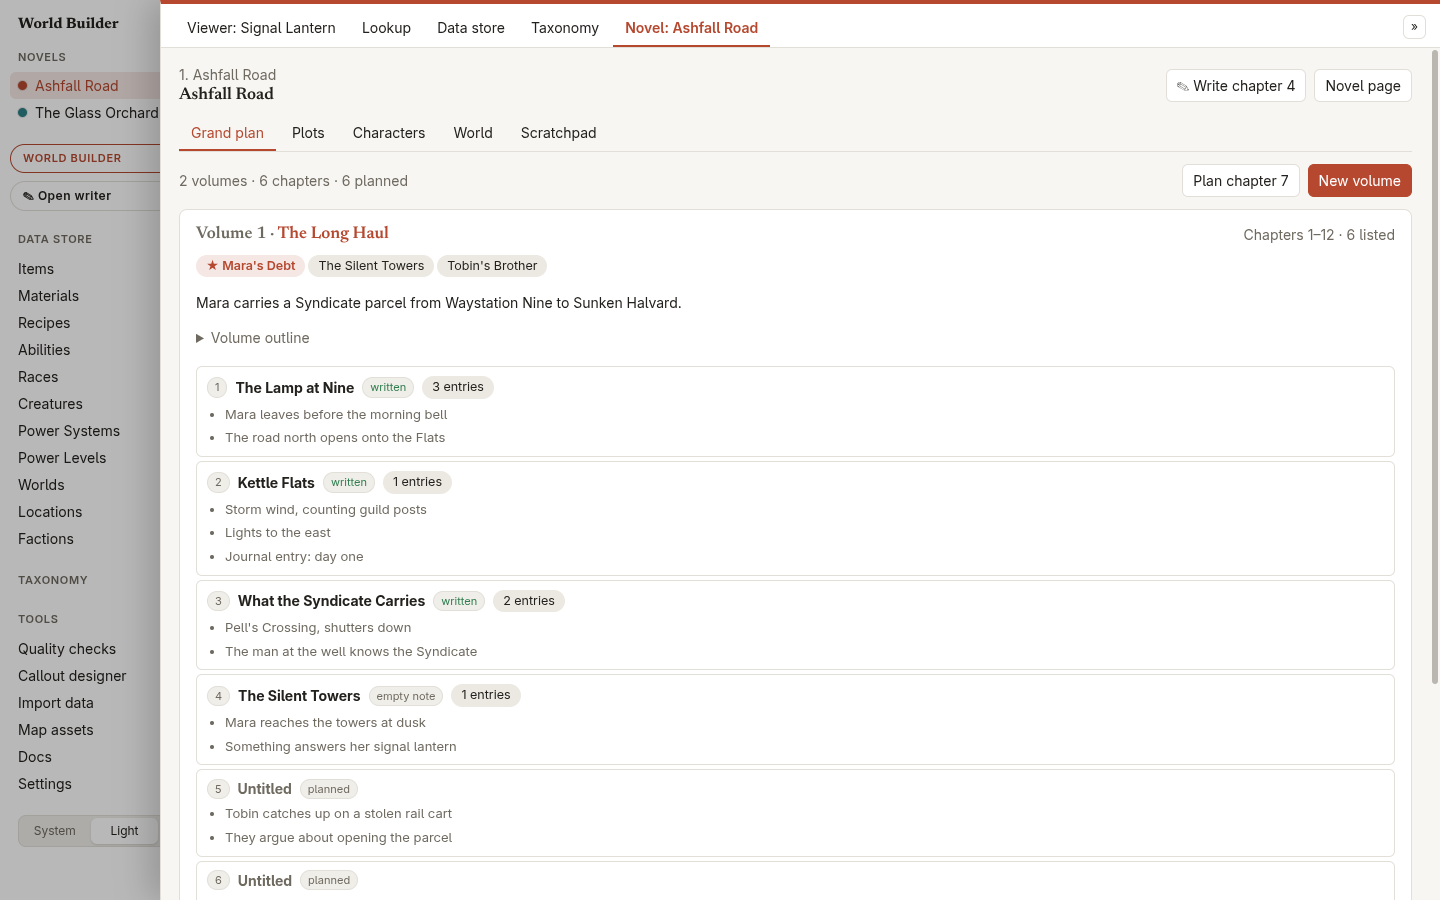 World Builder
NOVELS
Ashfall Road
The Glass Orchard
WORLD BUILDER
✎ Open writer
DATA STORE
Items
Materials
Recipes
Abilities
Races
Creatures
Power Systems
Power Levels
Worlds
Locations
Factions
TAXONOMY
TOOLS
Quality checks
Callout designer
Import data
Map assets
Docs
Settings
System
Light
Viewer: Signal Lantern
Lookup
Data store
Taxonomy
Novel: Ashfall Road
»
1. Ashfall Road
Ashfall Road
✎ Write chapter 4
Novel page
Grand plan
Plots
Characters
World
Scratchpad
2 volumes · 6 chapters · 6 planned
Plan chapter 7
New volume
Volume 1 · The Long Haul
Chapters 1–12 · 6 listed
★ Mara's Debt
The Silent Towers
Tobin's Brother
Mara carries a Syndicate parcel from Waystation Nine to Sunken Halvard.
▶ Volume outline
1 The Lamp at Nine written 3 entries
• Mara leaves before the morning bell
• The road north opens onto the Flats
2 Kettle Flats written 1 entries
• Storm wind, counting guild posts
• Lights to the east
• Journal entry: day one
3 What the Syndicate Carries written 2 entries
• Pell's Crossing, shutters down
• The man at the well knows the Syndicate
4 The Silent Towers empty note 1 entries
• Mara reaches the towers at dusk
• Something answers her signal lantern
5 Untitled planned
• Tobin catches up on a stolen rail cart
• They argue about opening the parcel
6 Untitled planned